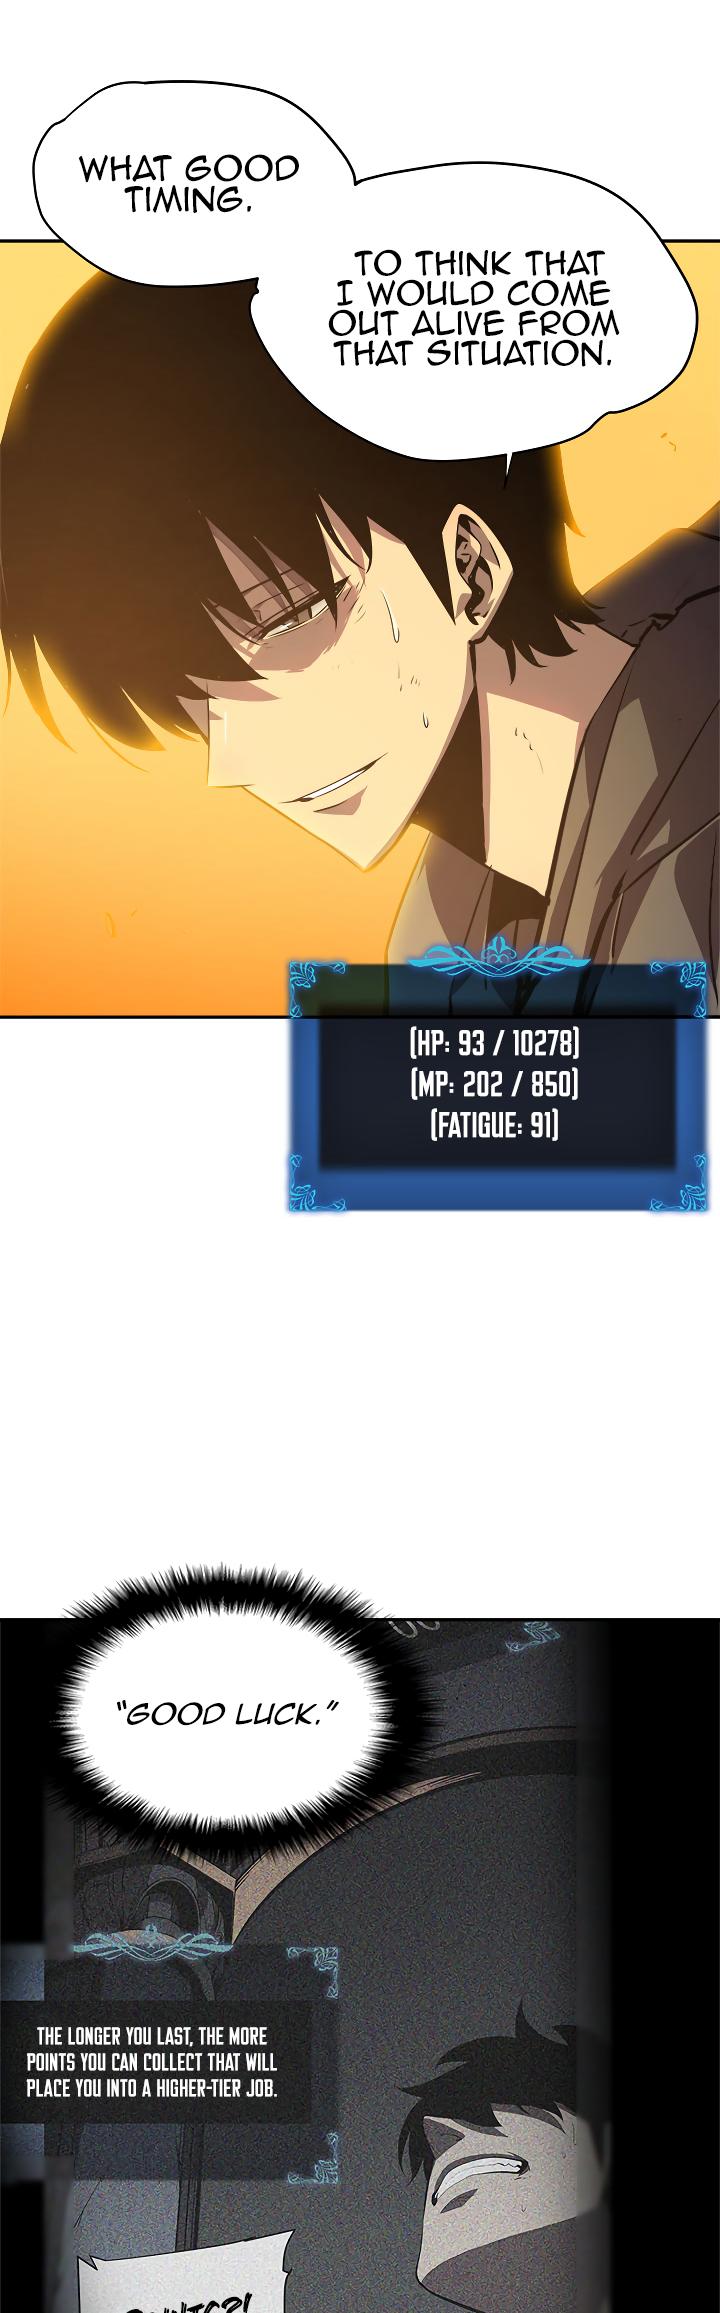 WHAT GOOD
TIMING.
TO THINK THAT
I WOULD COME
OUT ALIVE FROM
THAT SITUATION.
(HP: 93 / 10278)
(MP: 202 / 850)
(FATIGUE: 91)
"GOOD LUCK."
THE LONGER YOU LAST, THE MORE
POINTS YOU CAN COLLECT THAT WILL
PLACE YOU INTO A HIGHER-TIER JOB.